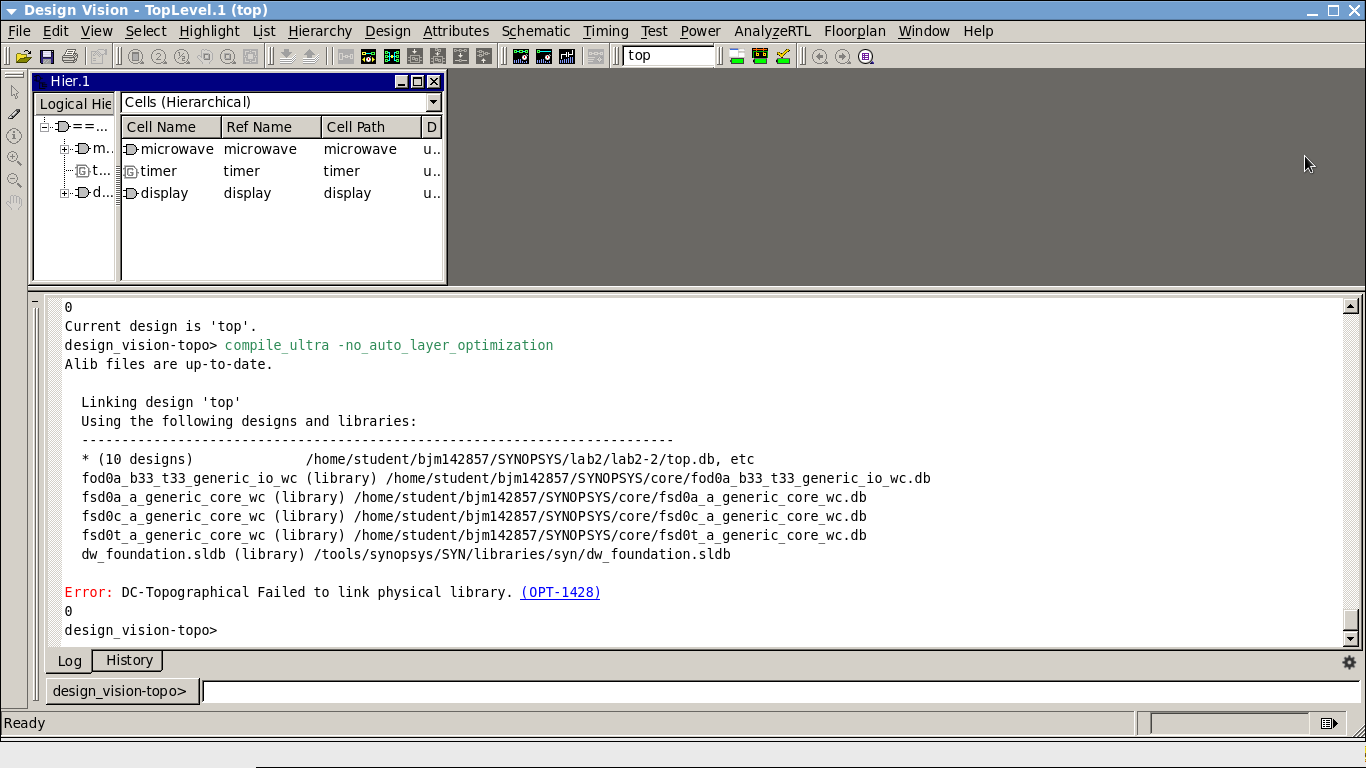 Design Vision - TopLevel.1 (top)
File Edit View Select Highlight List Hierarchy Design Attributes Schematic Timing Test Power AnalyzeRTL Floorplan Window Help
top
Hier.1
Logical Hie
Cells (Hierarchical)
==...
m..
t...
d...
Cell Name Ref Name Cell Path D
microwave microwave microwave u..
timer timer timer u..
display display display u..
0
Current design is 'top'.
design_vision-topo> compile_ultra -no_auto_layer_optimization
Alib files are up-to-date.
Linking design 'top'
Using the following designs and libraries:
--------------------------------------------------------------------------
* (10 designs) /home/student/bjm142857/SYNOPSYS/lab2/lab2-2/top.db, etc
fod0a_b33_t33_generic_io_wc (library) /home/student/bjm142857/SYNOPSYS/core/fod0a_b33_t33_generic_io_wc.db
fsd0a_a_generic_core_wc (library) /home/student/bjm142857/SYNOPSYS/core/fsd0a_a_generic_core_wc.db
fsd0c_a_generic_core_wc (library) /home/student/bjm142857/SYNOPSYS/core/fsd0c_a_generic_core_wc.db
fsd0t_a_generic_core_wc (library) /home/student/bjm142857/SYNOPSYS/core/fsd0t_a_generic_core_wc.db
dw_foundation.sldb (library) /tools/synopsys/SYN/libraries/syn/dw_foundation.sldb
Error: DC-Topographical Failed to link physical library. (OPT-1428)
0
design_vision-topo>
Log History
design_vision-topo>
Ready